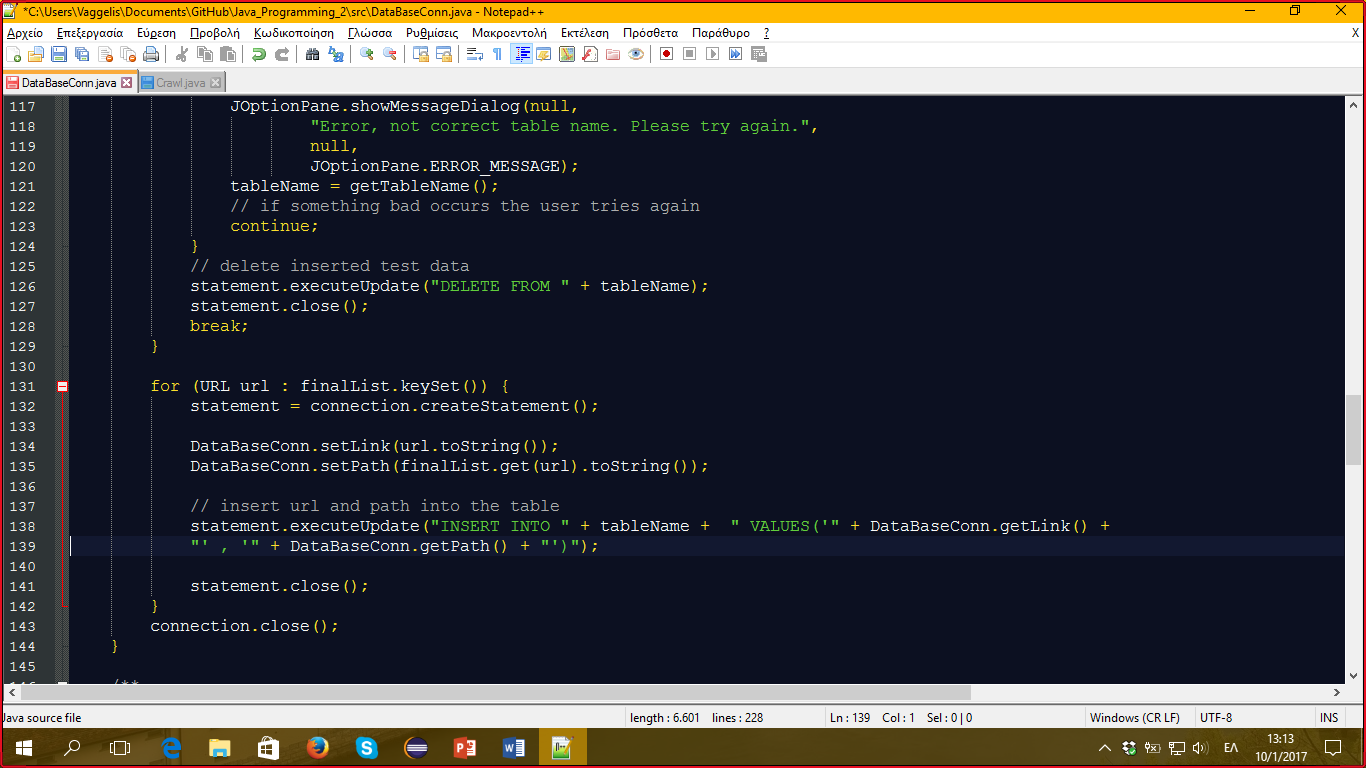 *C:\Users\Vaggelis\Documents\GitHub\Java_Programming_2\src\DataBaseConn.java - Notepad++
Αρχείο Επεξεργασία Εύρεση Προβολή Κωδικοποίηση Γλώσσα Ρυθμίσεις Μακροεντολή Εκτέλεση Πρόσθετα Παράθυρο ? X
DataBaseConn.java Crawl.java
117 JOptionPane.showMessageDialog(null,
118 "Error, not correct table name. Please try again.",
119 null,
120 JOptionPane.ERROR_MESSAGE);
121 tableName = getTableName();
122 // if something bad occurs the user tries again
123 continue;
124 }
125 // delete inserted test data
126 statement.executeUpdate("DELETE FROM " + tableName);
127 statement.close();
128 break;
129 }
130
131 for (URL url : finalList.keySet()) {
132 statement = connection.createStatement();
133
134 DataBaseConn.setLink(url.toString());
135 DataBaseConn.setPath(finalList.get(url).toString());
136
137 // insert url and path into the table
138 statement.executeUpdate("INSERT INTO " + tableName +  " VALUES('" + DataBaseConn.getLink() +
139 "' , '" + DataBaseConn.getPath() + "')");
140
141 statement.close();
142 }
143 connection.close();
144 }
145
146 /**
Java source file length : 6.601 lines : 228 Ln : 139 Col : 1 Sel : 0 | 0 Windows (CR LF) UTF-8 INS
ΕΛ 13:13
10/1/2017